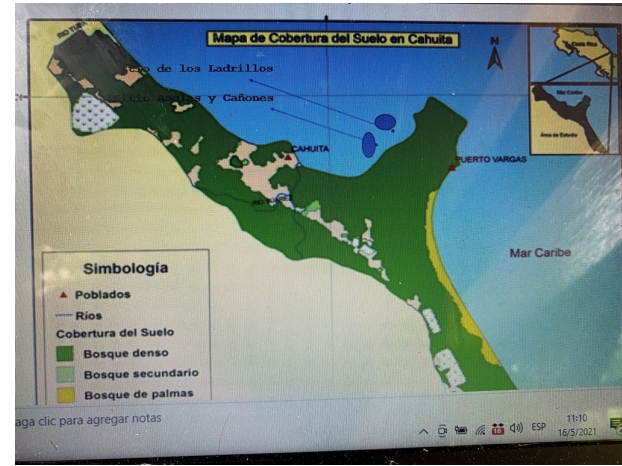 Mapa de Cobertura del Suelo en Cahuita
N
Costa Rica
Mar Caribe
Área de Estudio
de los Ladrillos
y Cañones
CAHUITA
PUERTO VARGAS
Mar Caribe
Simbología
Poblados
Ríos
Cobertura del Suelo
Bosque denso
Bosque secundario
Bosque de palmas
aga clic para agregar notas
ESP
11:10
16/5/2021